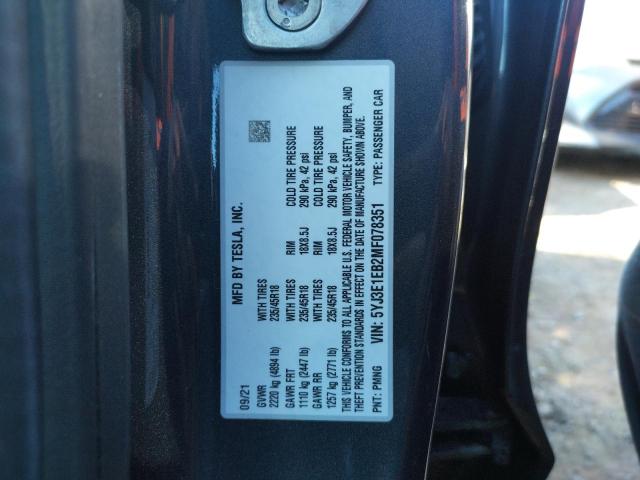 MFD BY TESLA, INC.
09/21
GVWR
2220 kg (4894 lb) WITH TIRES 235/45R18
GAWR FRT WITH TIRES RIM COLD TIRE PRESSURE
1110 kg (2447 lb) 235/45R18 18X8.5J 290 kPa, 42 psi
GAWR RR WITH TIRES RIM COLD TIRE PRESSURE
1257 kg (2771 lb) 235/45R18 18X8.5J 290 kPa, 42 psi
THIS VEHICLE CONFORMS TO ALL APPLICABLE U.S. FEDERAL MOTOR VEHICLE SAFETY, BUMPER, AND
THEFT PREVENTION STANDARDS IN EFFECT ON THE DATE OF MANUFACTURE SHOWN ABOVE.
VIN: 5YJ3E1EB2MF078351
PNT: PMNG TYPE: PASSENGER CAR